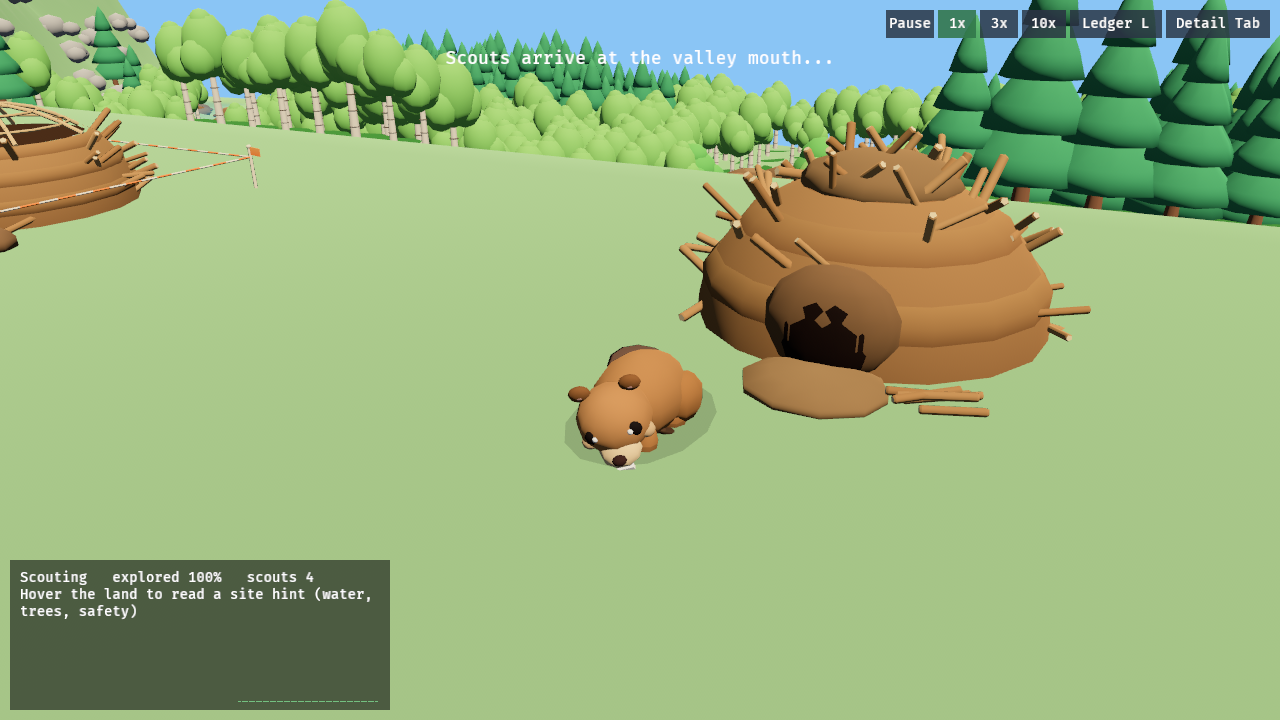 Pause 1x 3x 10x Ledger L Detail Tab
Scouts arrive at the valley mouth...
Scouting explored 100% scouts 4
Hover the land to read a site hint (water,
trees, safety)